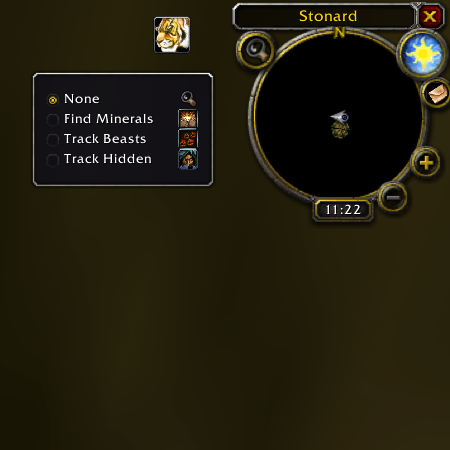 Stonard
N
None
Find Minerals
Track Beasts
Track Hidden
11:22